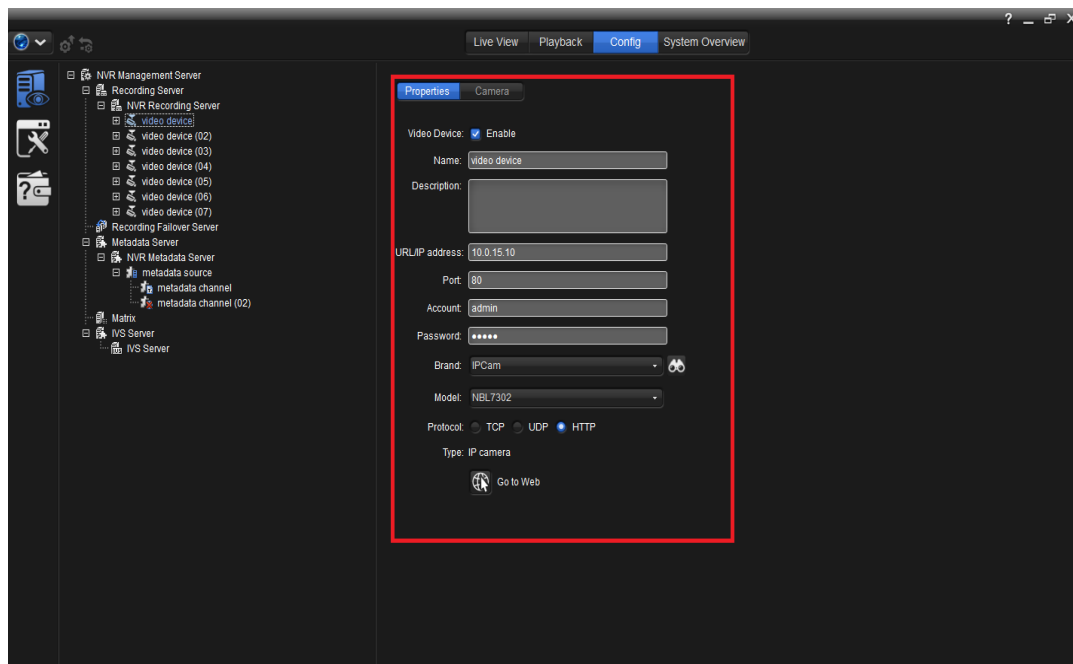 ? _ X
Live View Playback Config System Overview
NVR Management Server
Recording Server
NVR Recording Server
video device
video device (02)
video device (03)
video device (04)
video device (05)
video device (06)
video device (07)
Recording Failover Server
Metadata Server
NVR Metadata Server
metadata source
metadata channel
metadata channel (02)
Matrix
IVS Server
IVS Server
Properties Camera
Video Device: Enable
Name: video device
Description:
URL/IP address: 10.0.15.10
Port: 80
Account: admin
Password: •••••
Brand: IPCam
Model: NBL7302
Protocol: TCP UDP HTTP
Type: IP camera
Go to Web